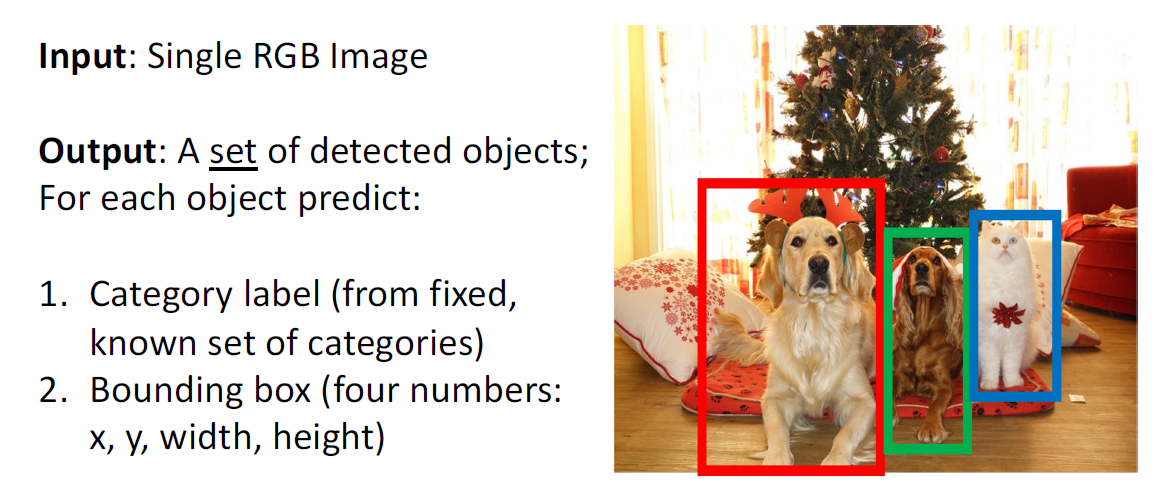 Input: Single RGB Image
Output: A set of detected objects;
For each object predict:
1. Category label (from fixed,
known set of categories)
2. Bounding box (four numbers:
x, y, width, height)